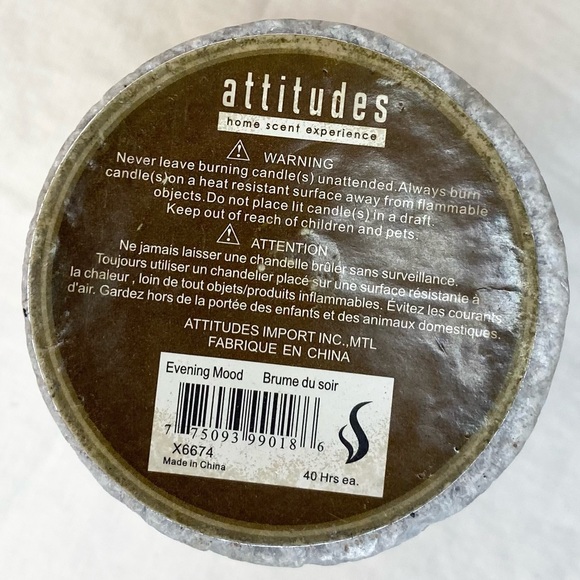 attitudes
home scent experience
WARNING
Never leave burning candle(s) unattended.Always burn
candle(s)on a heat resistant surface away from flammable
objects.Do not place lit candle(s) in a draft.
Keep out of reach of children and pets.
ATTENTION
Ne jamais laisser une chandelle brûler sans surveillance.
Toujours utiliser un chandelier placé sur une surface résistante à
la chaleur , loin de tout objets/produits inflammables. Évitez les courants
d'air. Gardez hors de la portée des enfants et des animaux domestiques.
ATTITUDES IMPORT INC.,MTL
FABRIQUE EN CHINA
Evening Mood Brume du soir
7 75093 99018 6
X6674
Made in China
40 Hrs ea.